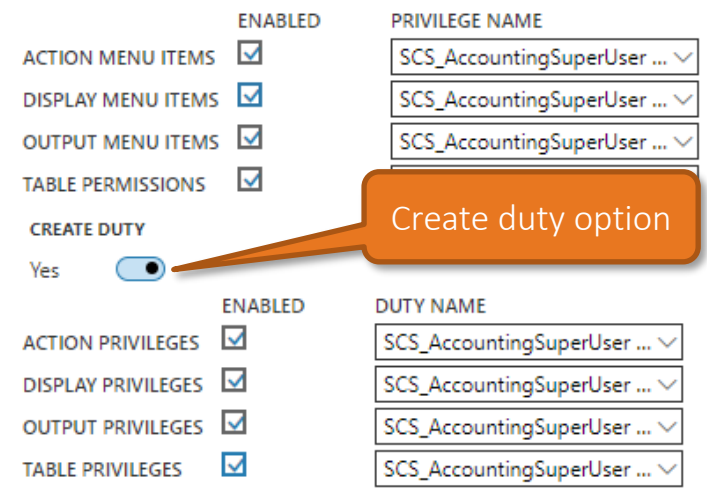 ENABLED PRIVILEGE NAME
ACTION MENU ITEMS SCS_AccountingSuperUser ...
DISPLAY MENU ITEMS SCS_AccountingSuperUser ...
OUTPUT MENU ITEMS SCS_AccountingSuperUser ...
TABLE PERMISSIONS
Create duty option
CREATE DUTY
Yes
ENABLED DUTY NAME
ACTION PRIVILEGES SCS_AccountingSuperUser ...
DISPLAY PRIVILEGES SCS_AccountingSuperUser ...
OUTPUT PRIVILEGES SCS_AccountingSuperUser ...
TABLE PRIVILEGES SCS_AccountingSuperUser ...